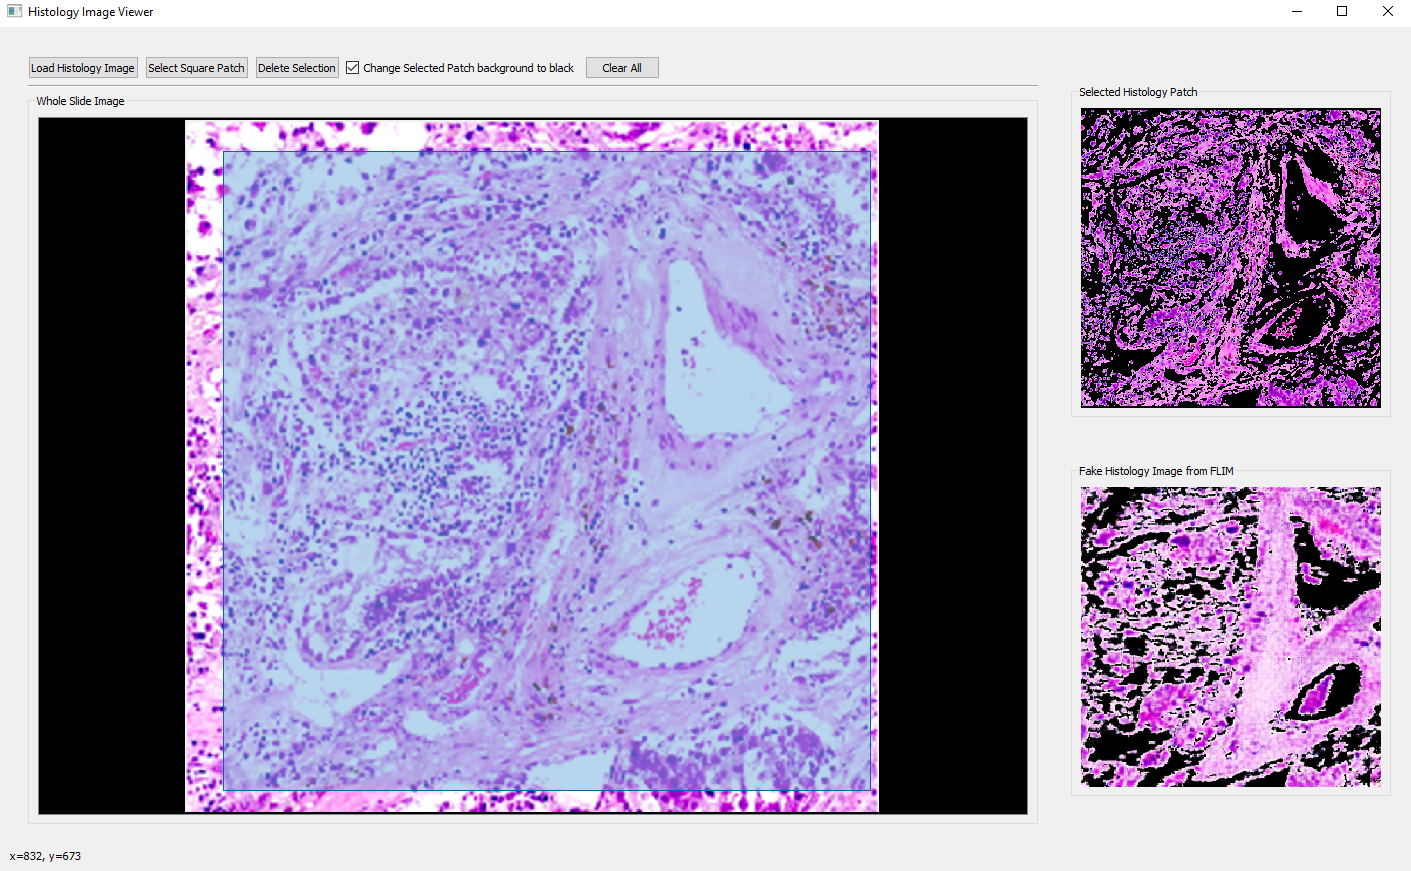 Histology Image Viewer
Load Histology Image Select Square Patch Delete Selection Change Selected Patch background to black Clear All
Whole Slide Image
Selected Histology Patch
Fake Histology Image from FLIM
x=832, y=673